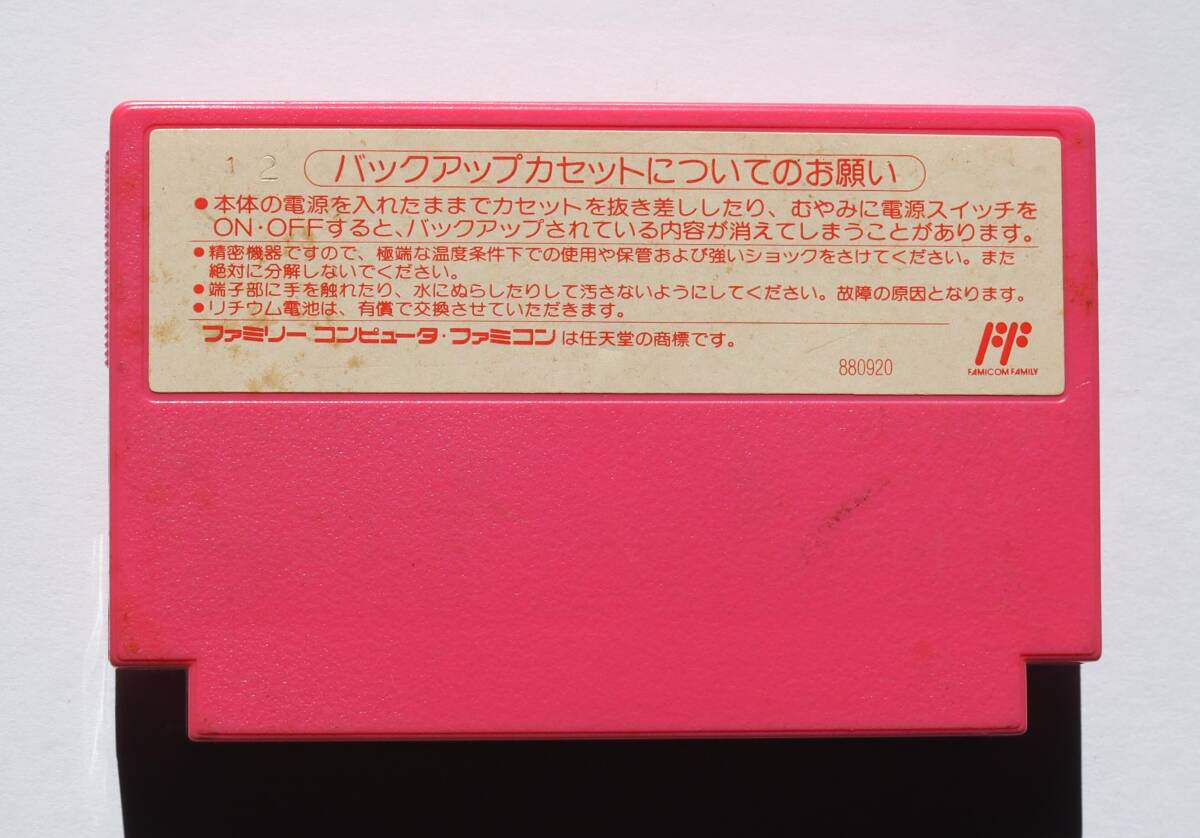 12
バックアップカセットについてのお願い
●本体の電源を入れたままでカセットを抜き差ししたり、むやみに電源スイッチを
ON・OFFすると、バックアップされている内容が消えてしまうことがあります。
●精密機器ですので、極端な温度条件下での使用や保管および強いショックをさけてください。また
絶対に分解しないでください。
●端子部に手を触れたり、水にぬらしたりして汚さないようにしてください。故障の原因となります。
●リチウム電池は、有償で交換させていただきます。
ファミリーコンピュータ・ファミコンは任天堂の商標です。
880920
FAMICOM FAMILY